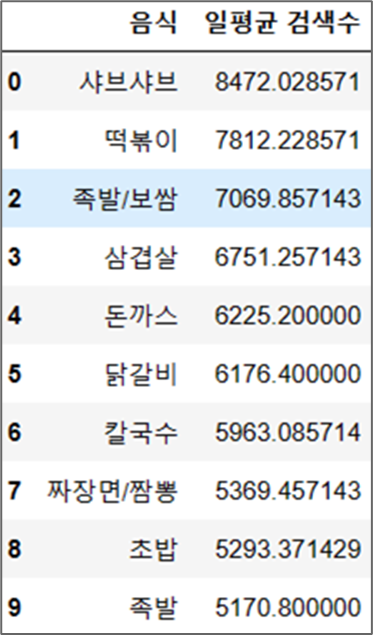 음식 일평균 검색수
0 샤브샤브 8472.028571
1 떡볶이 7812.228571
2 족발/보쌈 7069.857143
3 삼겹살 6751.257143
4 돈까스 6225.200000
5 닭갈비 6176.400000
6 칼국수 5963.085714
7 짜장면/짬뽕 5369.457143
8 초밥 5293.371429
9 족발 5170.800000